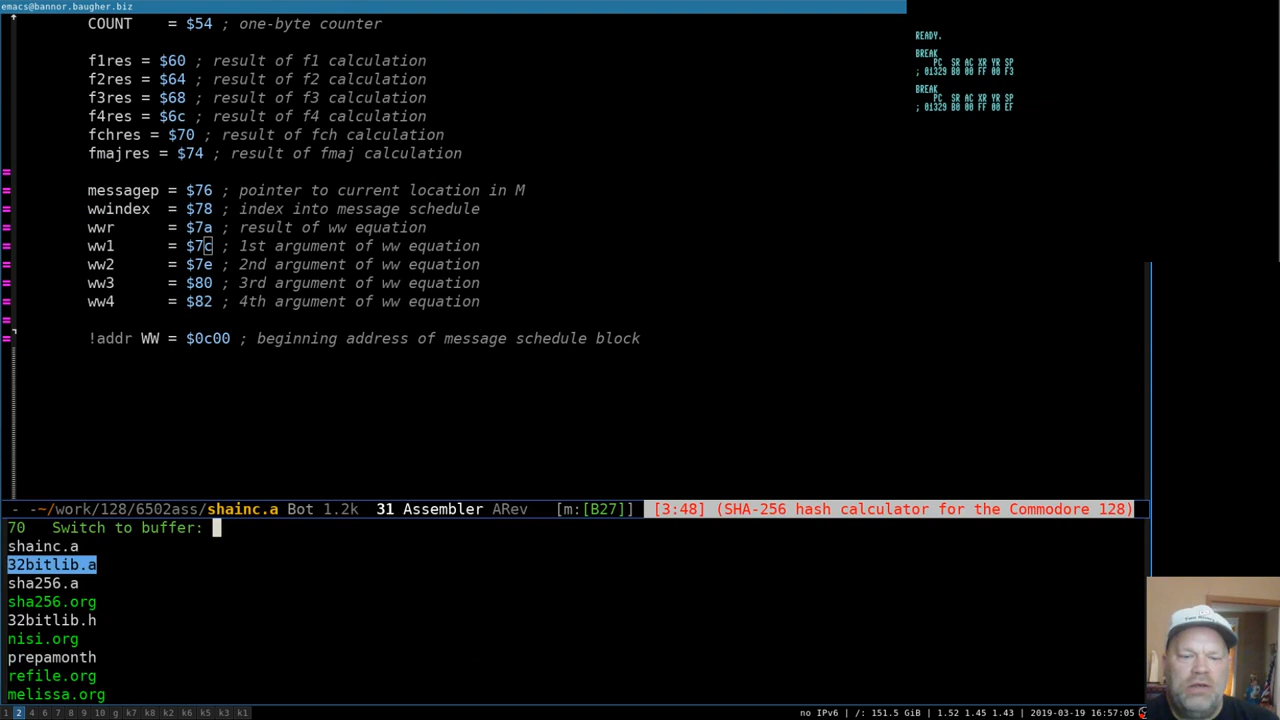 emacs@bannor.baugher.biz
COUNT = $54 ; one-byte counter
f1res = $60 ; result of f1 calculation
f2res = $64 ; result of f2 calculation
f3res = $68 ; result of f3 calculation
f4res = $6c ; result of f4 calculation
fchres = $70 ; result of fch calculation
fmajres = $74 ; result of fmaj calculation
messagep = $76 ; pointer to current location in M
wwindex = $78 ; index into message schedule
wwr = $7a ; result of ww equation
ww1 = $7c ; 1st argument of ww equation
ww2 = $7e ; 2nd argument of ww equation
ww3 = $80 ; 3rd argument of ww equation
ww4 = $82 ; 4th argument of ww equation
!addr WW = $0c00 ; beginning address of message schedule block
READY.
BREAK
PC SR AC XR YR SP
; 01329 B0 00 FF 00 F3
BREAK
PC SR AC XR YR SP
; 01329 B0 00 FF 00 EF
- -~/work/128/6502ass/shainc.a Bot 1.2k 31 Assembler ARev [m:[B27]] [3:48] (SHA-256 hash calculator for the Commodore 128)
70 Switch to buffer:
shainc.a
32bitlib.a
sha256.a
sha256.org
32bitlib.h
nisi.org
prepamonth
refile.org
melissa.org
1 2 3 4 5 6 7 8 9 10 g k7 k8 k2 k6 k5 k3 k1 no IPv6 | /: 151.5 GiB | 1.52 1.45 1.43 | 2019-03-19 16:57:05